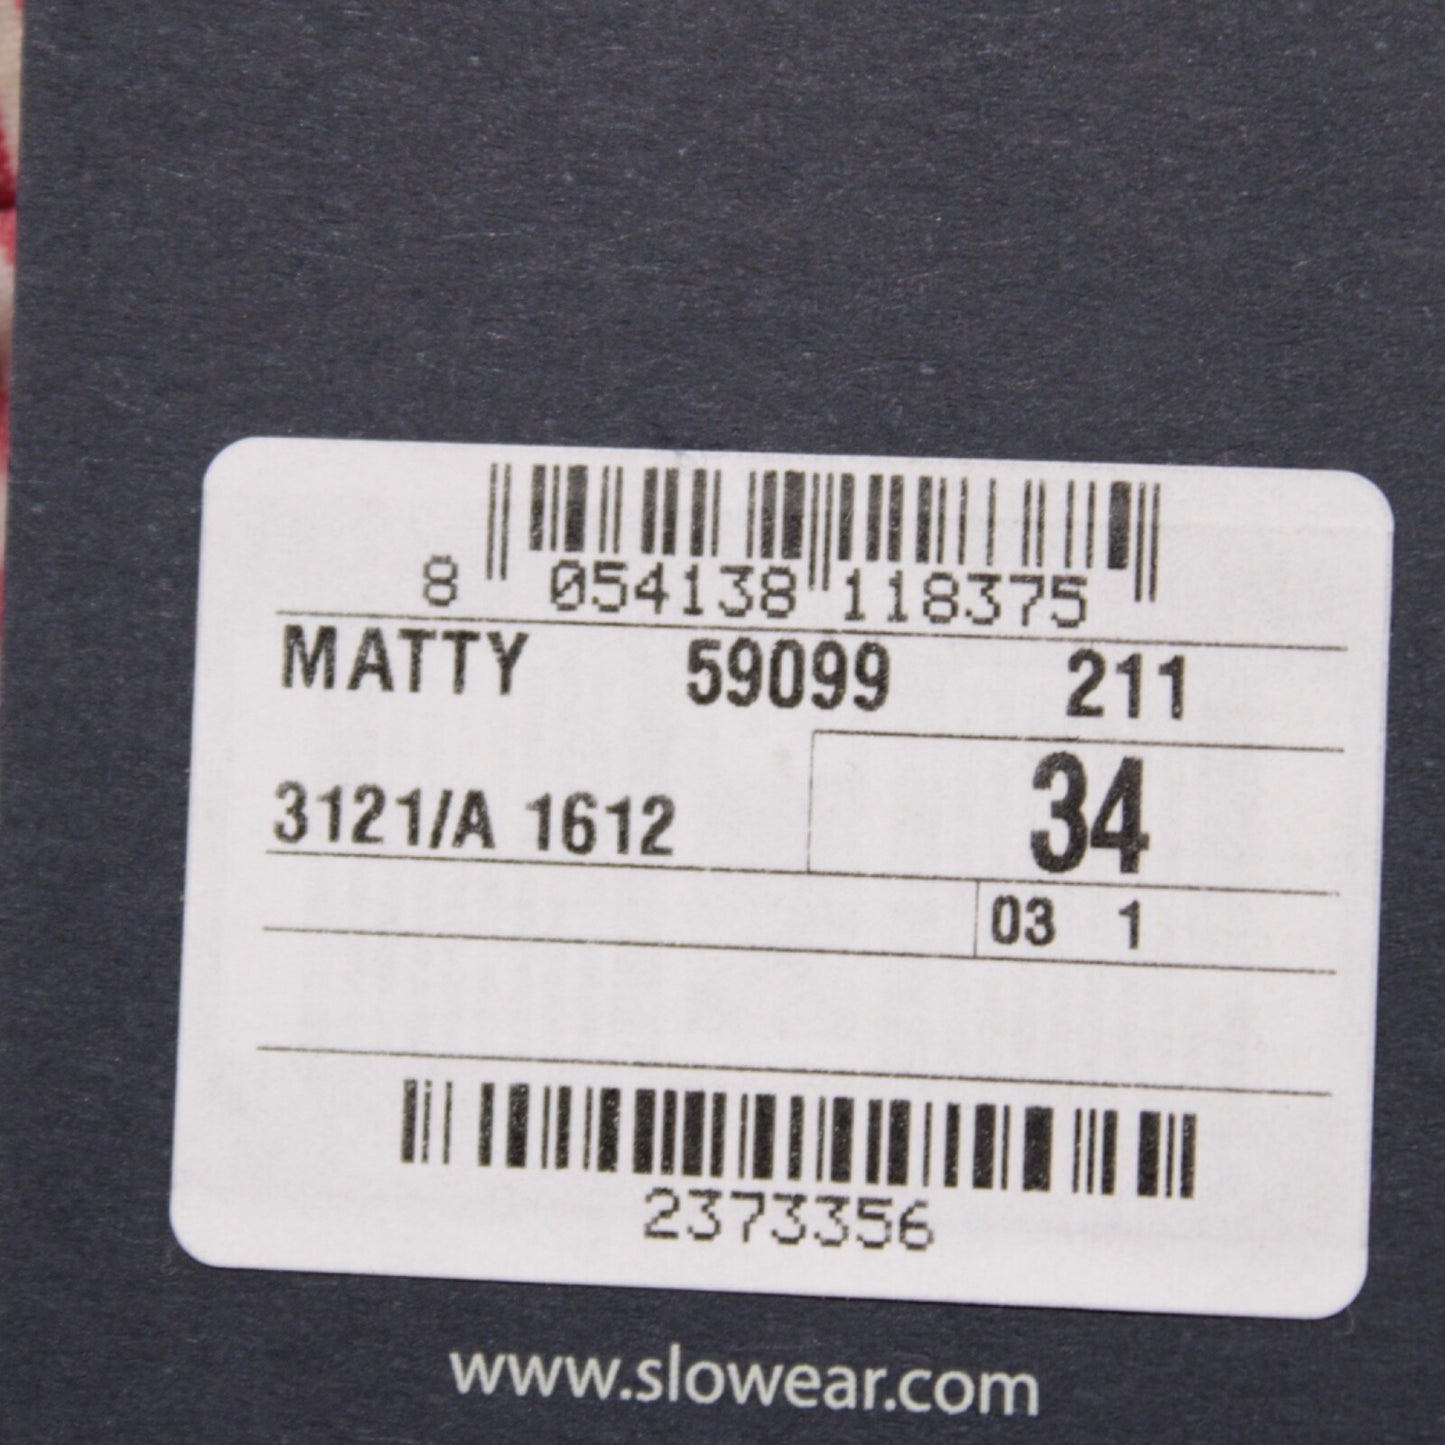 8 054138 118375
MATTY 59099 211
3121/A 1612 34
03 1
2373356
www.slowear.com